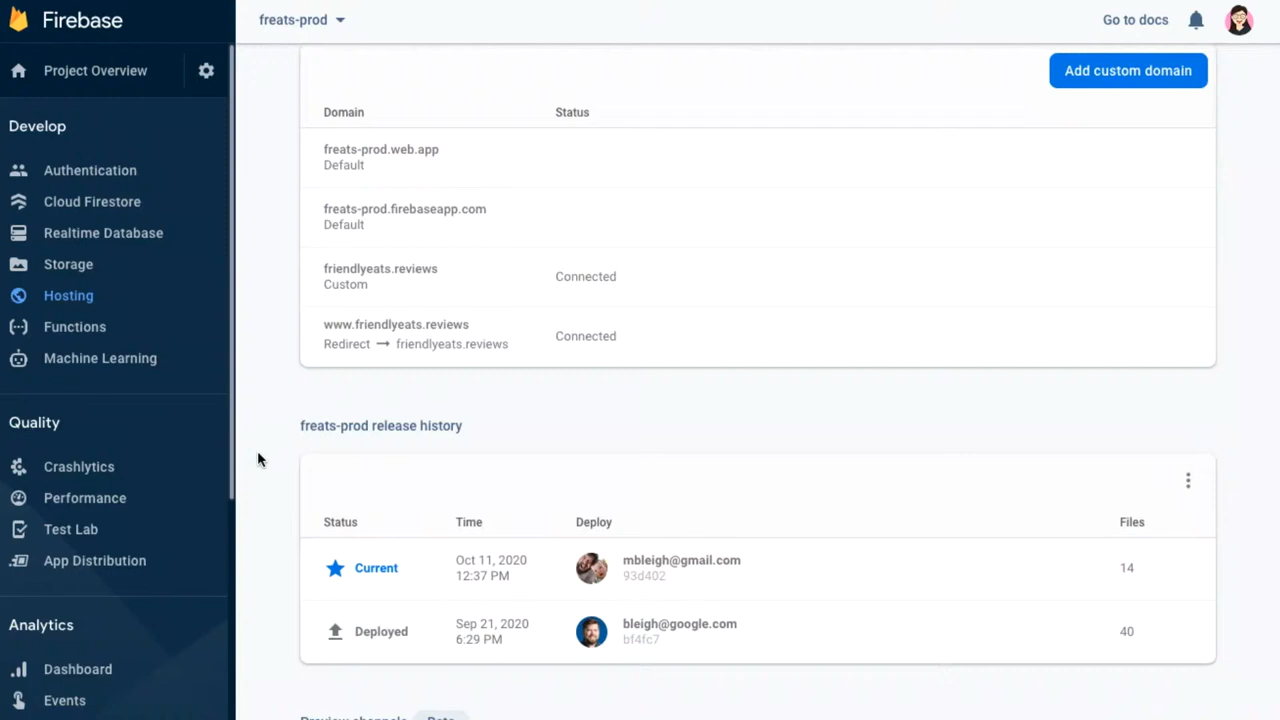 Firebase
freats-prod
Go to docs
Project Overview
Add custom domain
Develop
Domain
Status
Authentication
freats-prod.web.app
Default
Cloud Firestore
freats-prod.firebaseapp.com
Default
Realtime Database
Storage
friendlyeats.reviews
Custom
Connected
Hosting
Functions
www.friendlyeats.reviews
Redirect → friendlyeats.reviews
Connected
Machine Learning
Quality
freats-prod release history
Crashlytics
Performance
Test Lab
App Distribution
Status
Time
Deploy
Files
Current
Oct 11, 2020
12:37 PM
mbleigh@gmail.com
93d402
14
Analytics
Deployed
Sep 21, 2020
6:29 PM
bleigh@google.com
bf4fc7
40
Dashboard
Events
Preview channels
Beta